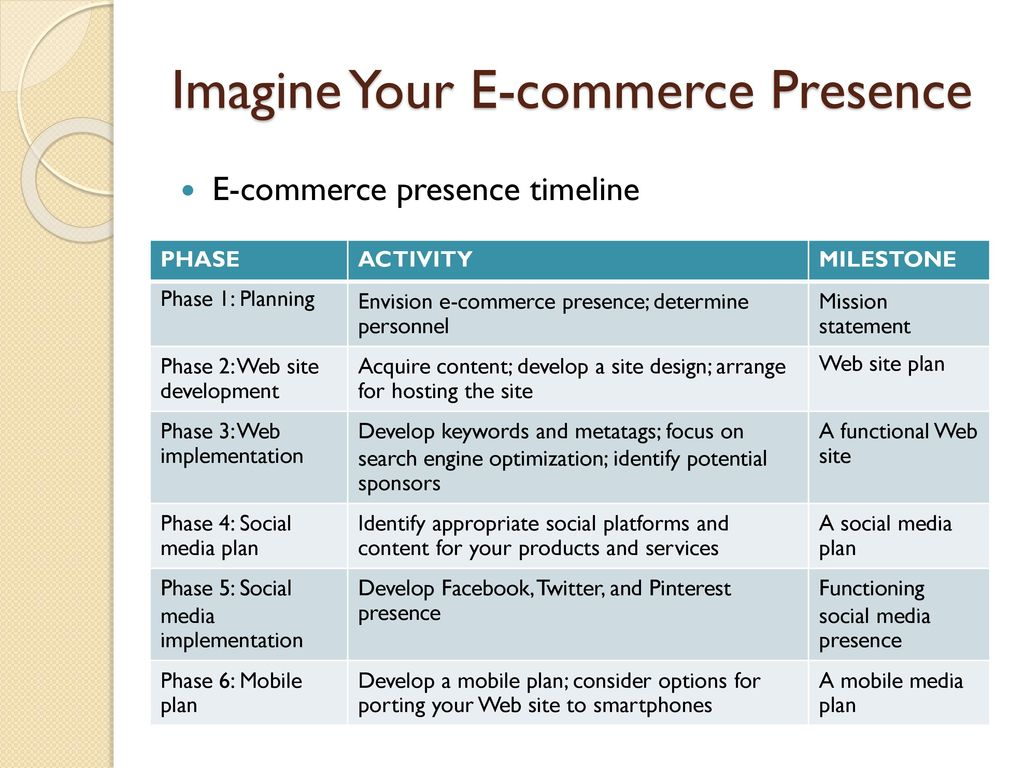 Imagine Your E-commerce Presence
E-commerce presence timeline
PHASE ACTIVITY MILESTONE
Phase 1: Planning
Envision e-commerce presence; determine
personnel
Mission
statement
Phase 2: Web site
development
Acquire content; develop a site design; arrange
for hosting the site
Web site plan
Phase 3: Web
implementation
Develop keywords and metatags; focus on
search engine optimization; identify potential
sponsors
A functional Web
site
Phase 4: Social
media plan
Identify appropriate social platforms and
content for your products and services
A social media
plan
Phase 5: Social
media
implementation
Develop Facebook, Twitter, and Pinterest
presence
Functioning
social media
presence
Phase 6: Mobile
plan
Develop a mobile plan; consider options for
porting your Web site to smartphones
A mobile media
plan